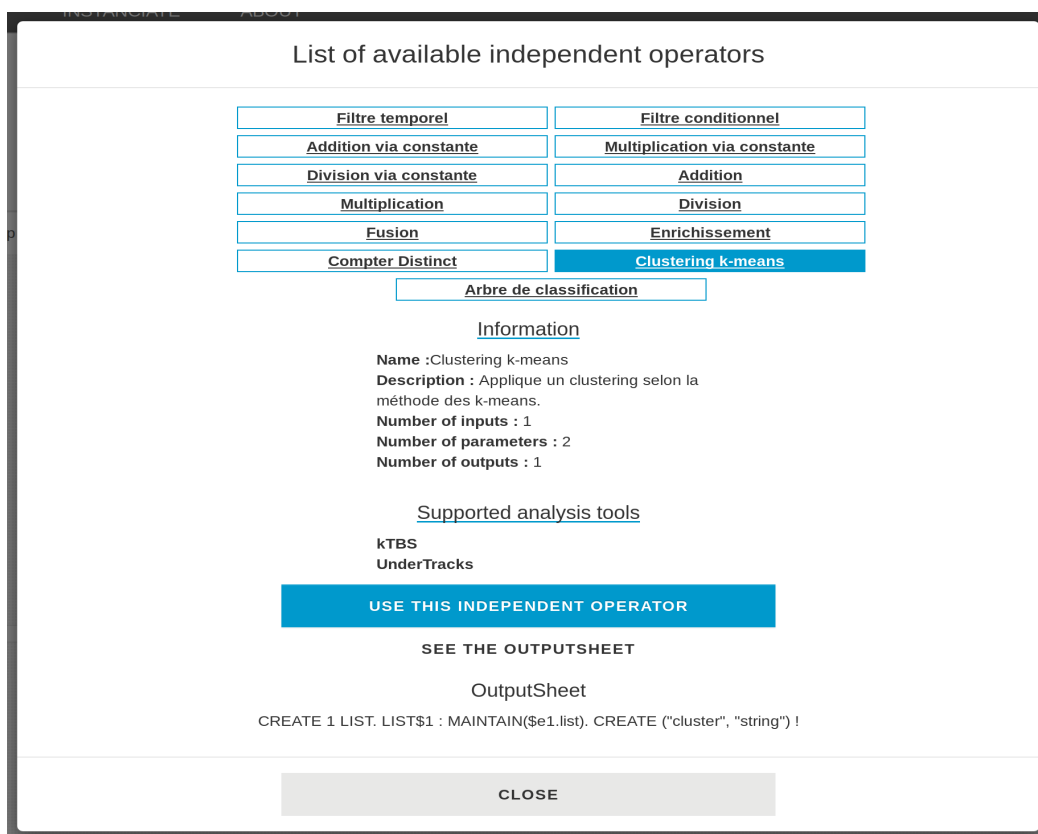 INSTANCIATE ABOUT
List of available independent operators
Filtre temporel Filtre conditionnel
Addition via constante Multiplication via constante
Division via constante Addition
Multiplication Division
Fusion Enrichissement
Compter Distinct Clustering k-means
Arbre de classification
Information
Name :Clustering k-means
Description : Applique un clustering selon la
méthode des k-means.
Number of inputs : 1
Number of parameters : 2
Number of outputs : 1
Supported analysis tools
kTBS
UnderTracks
USE THIS INDEPENDENT OPERATOR
SEE THE OUTPUTSHEET
OutputSheet
CREATE 1 LIST. LIST$1 : MAINTAIN($e1.list). CREATE ("cluster", "string") !
CLOSE